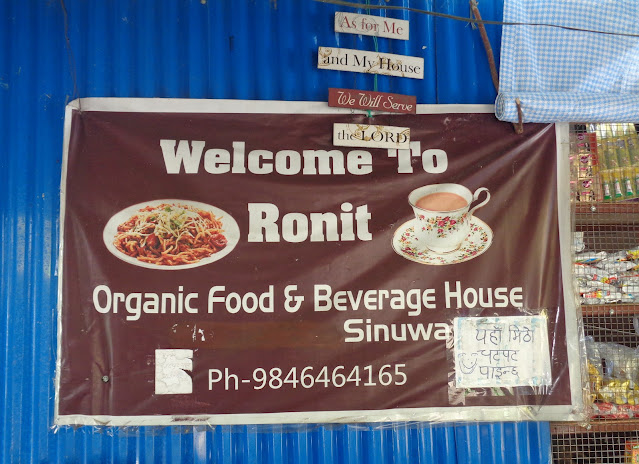 As for Me
and My House
We Will Serve
the LORD
Welcome To
Ronit
Organic Food & Beverage House
Sinuwa
Ph-9846464165
यहाँ मिठो
चटपट
पाइन्छ